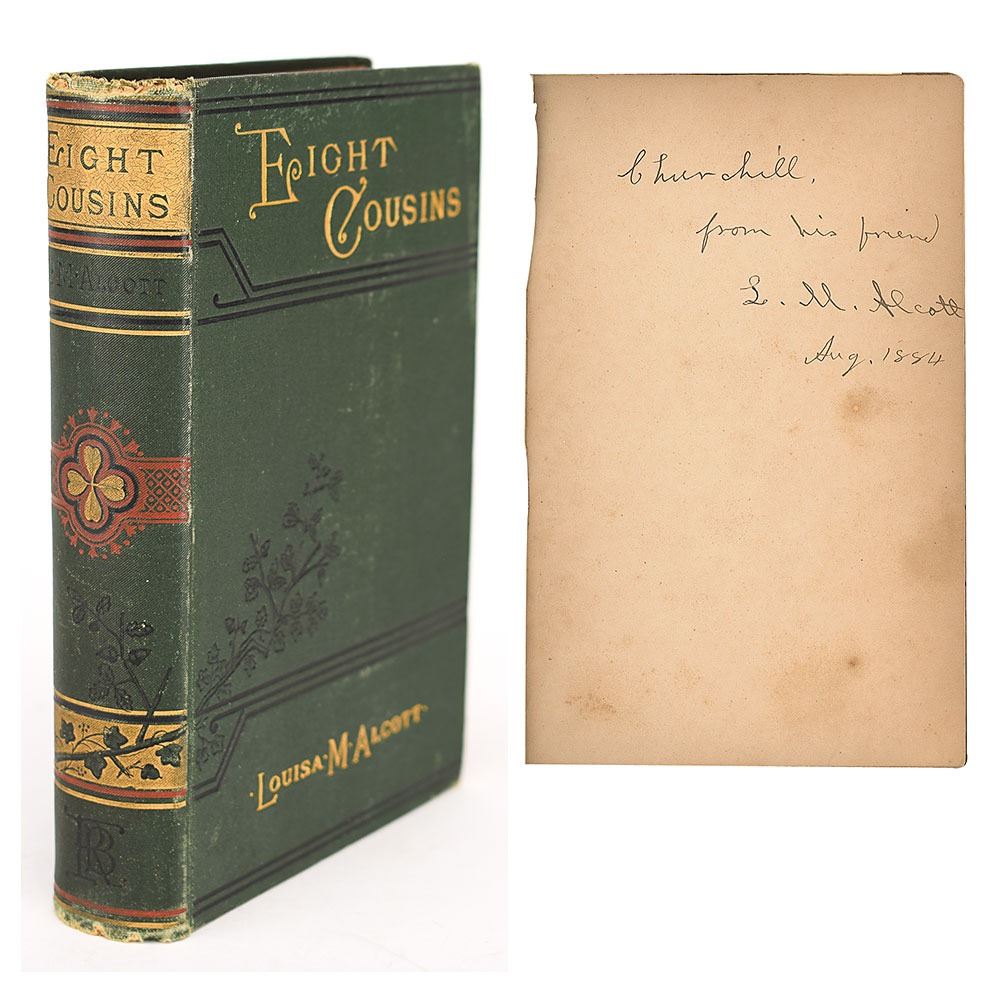 EIGHT
COUSINS
L·M·ALCOTT
EIGHT
COUSINS
·LOUISA·M·ALCOTT·
Churchill,
from his friend
L. M. Alcott
Aug. 1884